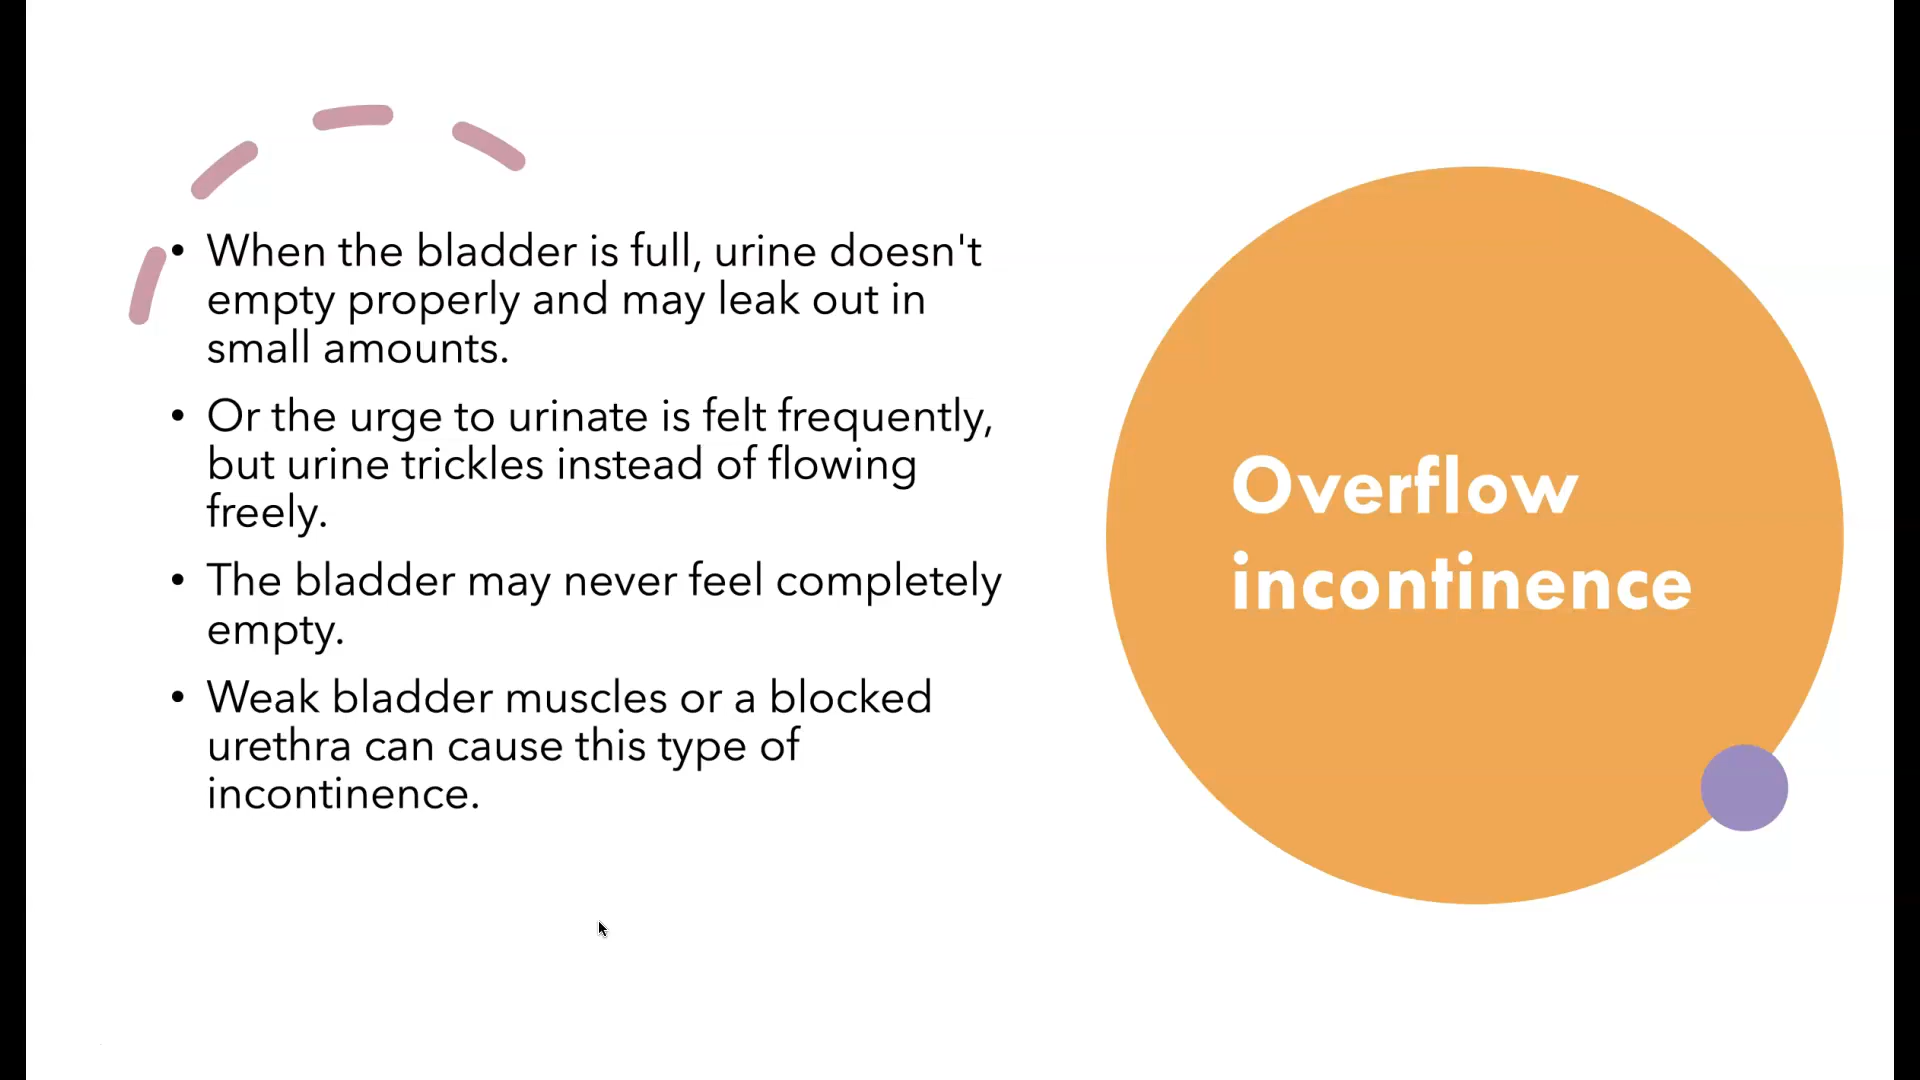 • When the bladder is full, urine doesn't
empty properly and may leak out in
small amounts.
• Or the urge to urinate is felt frequently,
but urine trickles instead of flowing
freely.
• The bladder may never feel completely
empty.
• Weak bladder muscles or a blocked
urethra can cause this type of
incontinence.
Overflow
incontinence